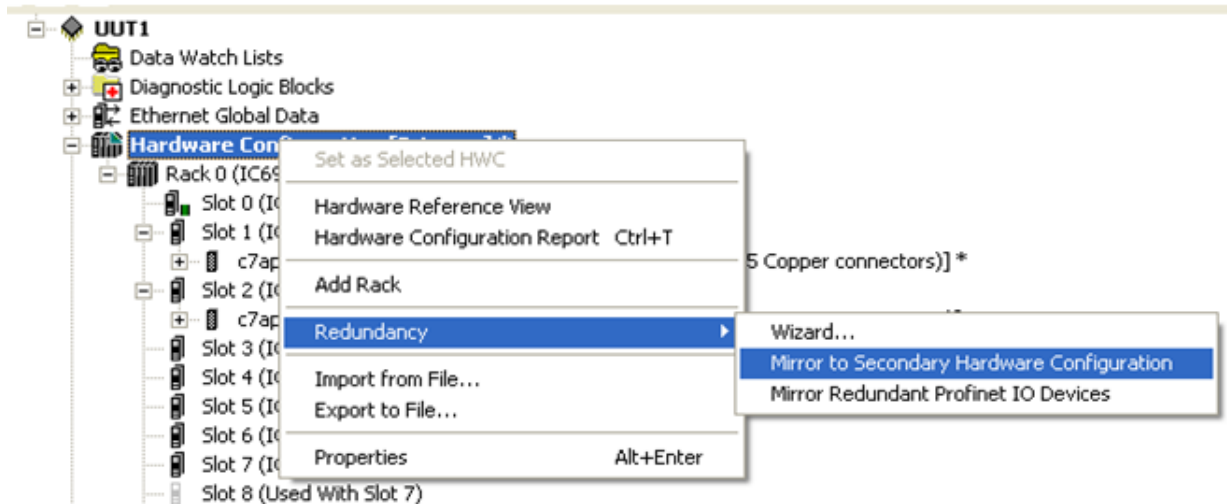 UUT1
Data Watch Lists
Diagnostic Logic Blocks
Ethernet Global Data
Hardware Con
Set as Selected HWC
Rack 0 (IC69
Slot 0 (IC
Hardware Reference View
Slot 1 (IC
Hardware Configuration Report Ctrl+T
c7ap
5 Copper connectors)] *
Slot 2 (IC
Add Rack
c7ap
Redundancy
Wizard...
Slot 3 (IC
Mirror to Secondary Hardware Configuration
Slot 4 (IC
Import from File...
Mirror Redundant Profinet IO Devices
Slot 5 (IC
Export to File...
Slot 6 (IC
Slot 7 (IC
Properties Alt+Enter
Slot 8 (Used With Slot 7)